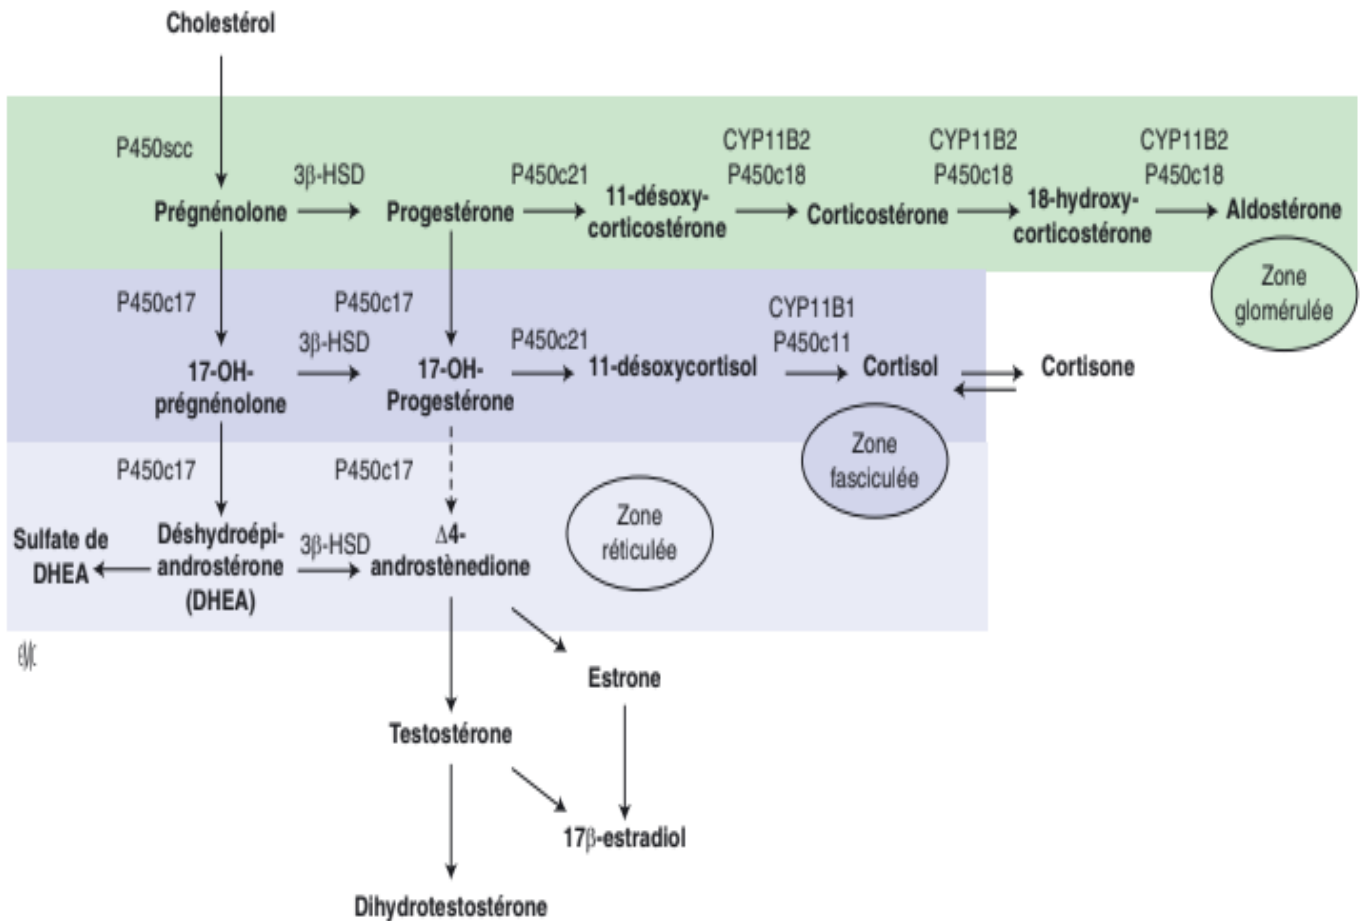 Cholestérol
P450scc
3β-HSD
P450c21
CYP11B2
P450c18
CYP11B2
P450c18
CYP11B2
P450c18
Prégnénolone
Progestérone
11-désoxy-
corticostérone
Corticostérone
18-hydroxy-
corticostérone
Aldostérone
Zone
glomérulée
P450c17
P450c17
3β-HSD
P450c21
CYP11B1
P450c11
17-OH-
prégnénolone
17-OH-
Progestérone
11-désoxycortisol
Cortisol
Cortisone
Zone
fasciculée
P450c17
P450c17
Zone
réticulée
Sulfate de
DHEA
Déshydroépi-
androstérone
(DHEA)
3β-HSD
Δ4-
androstènedione
EMC
Estrone
Testostérone
17β-estradiol
Dihydrotestostérone